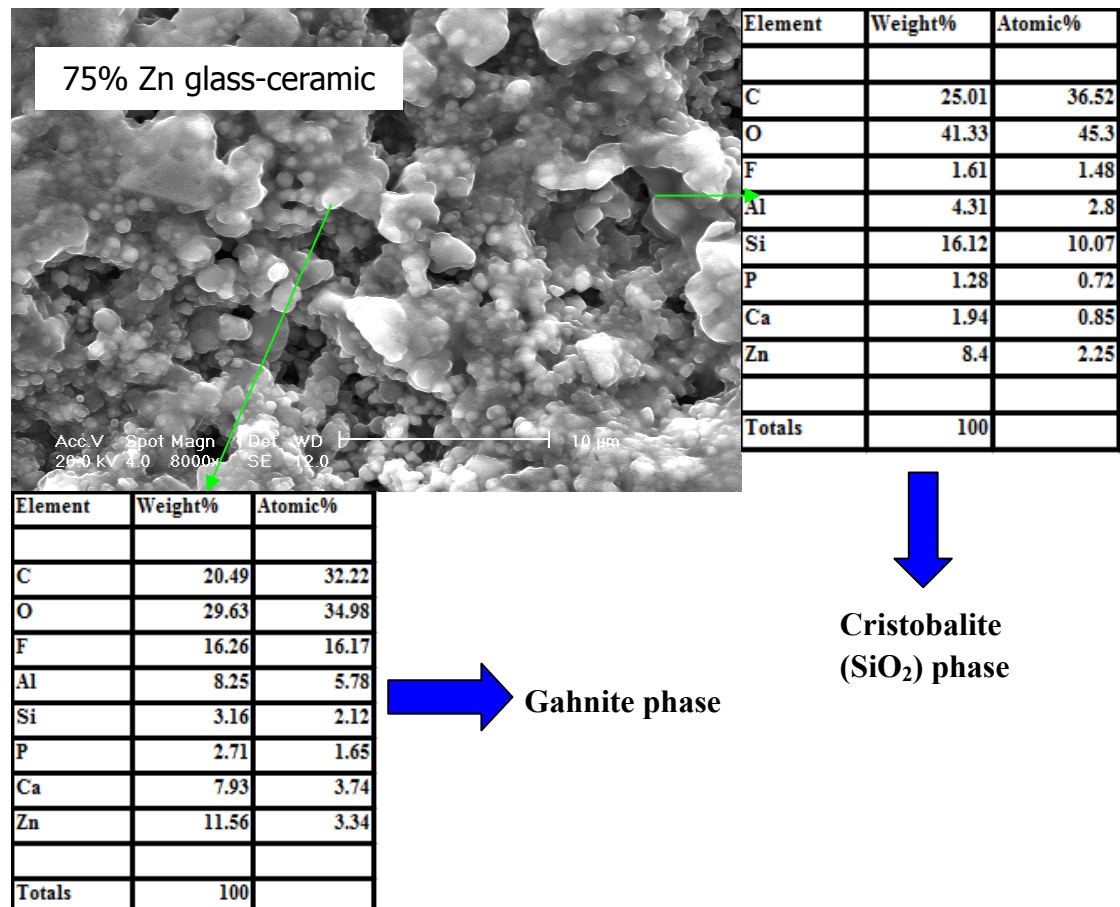 75% Zn glass-ceramic
Acc.V Spot Magn Det WD 10 µm
20.0 kV 4.0 8000x SE 12.0
Element Weight% Atomic%
C 25.01 36.52
O 41.33 45.3
F 1.61 1.48
Al 4.31 2.8
Si 16.12 10.07
P 1.28 0.72
Ca 1.94 0.85
Zn 8.4 2.25
Totals 100
Cristobalite
(SiO₂) phase
Element Weight% Atomic%
C 20.49 32.22
O 29.63 34.98
F 16.26 16.17
Al 8.25 5.78
Si 3.16 2.12
P 2.71 1.65
Ca 7.93 3.74
Zn 11.56 3.34
Totals 100
Gahnite phase